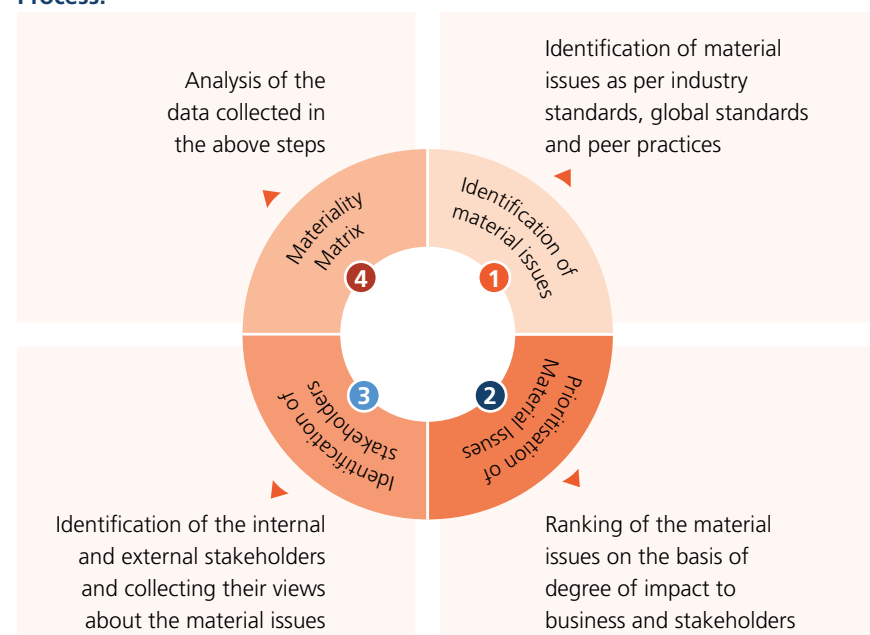 Process:
Analysis of the
data collected in
the above steps
Identification of material
issues as per industry
standards, global standards
and peer practices
Materiality
Matrix
4
Identification of
material issues
1
Identification of
stakeholders
3
Prioritisation of
Material Issues
2
Identification of the internal
and external stakeholders
and collecting their views
about the material issues
Ranking of the material
issues on the basis of
degree of impact to
business and stakeholders